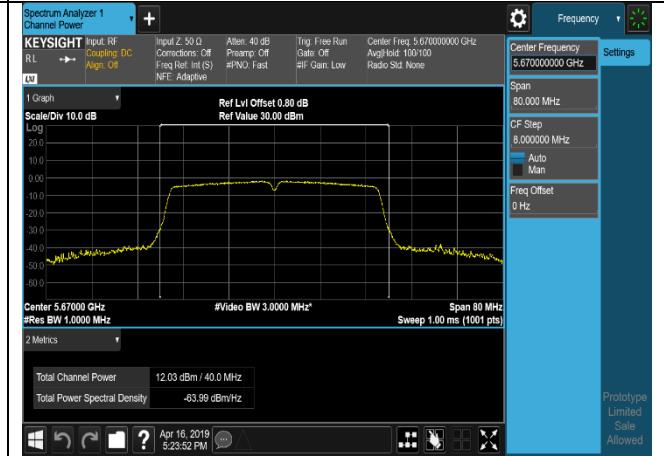 Spectrum Analyzer 1
Channel Power
+
Frequency
KEYSIGHT
RL
LXI
Input: RF
Coupling: DC
Align: Off
Input Z: 50 Ω
Corrections: Off
Freq Ref: Int (S)
NFE: Adaptive
Atten: 40 dB
Preamp: Off
#PNO: Fast
Trig: Free Run
Gate: Off
#IF Gain: Low
Center Freq: 5.670000000 GHz
Avg|Hold: 100/100
Radio Std: None
Center Frequency
5.670000000 GHz
Settings
Span
80.000 MHz
CF Step
8.000000 MHz
Auto
Man
Freq Offset
0 Hz
1 Graph
Scale/Div 10.0 dB
Ref Lvl Offset 0.80 dB
Ref Value 30.00 dBm
Log
20.0
10.0
0.00
-10.0
-20.0
-30.0
-40.0
-50.0
-60.0
Center 5.67000 GHz
#Video BW 3.0000 MHz*
Span 80 MHz
#Res BW 1.0000 MHz
Sweep 1.00 ms (1001 pts)
2 Metrics
Total Channel Power 12.03 dBm / 40.0 MHz
Total Power Spectral Density -63.99 dBm/Hz
Prototype
Limited
Sale
Allowed
?
Apr 16, 2019
5:23:52 PM